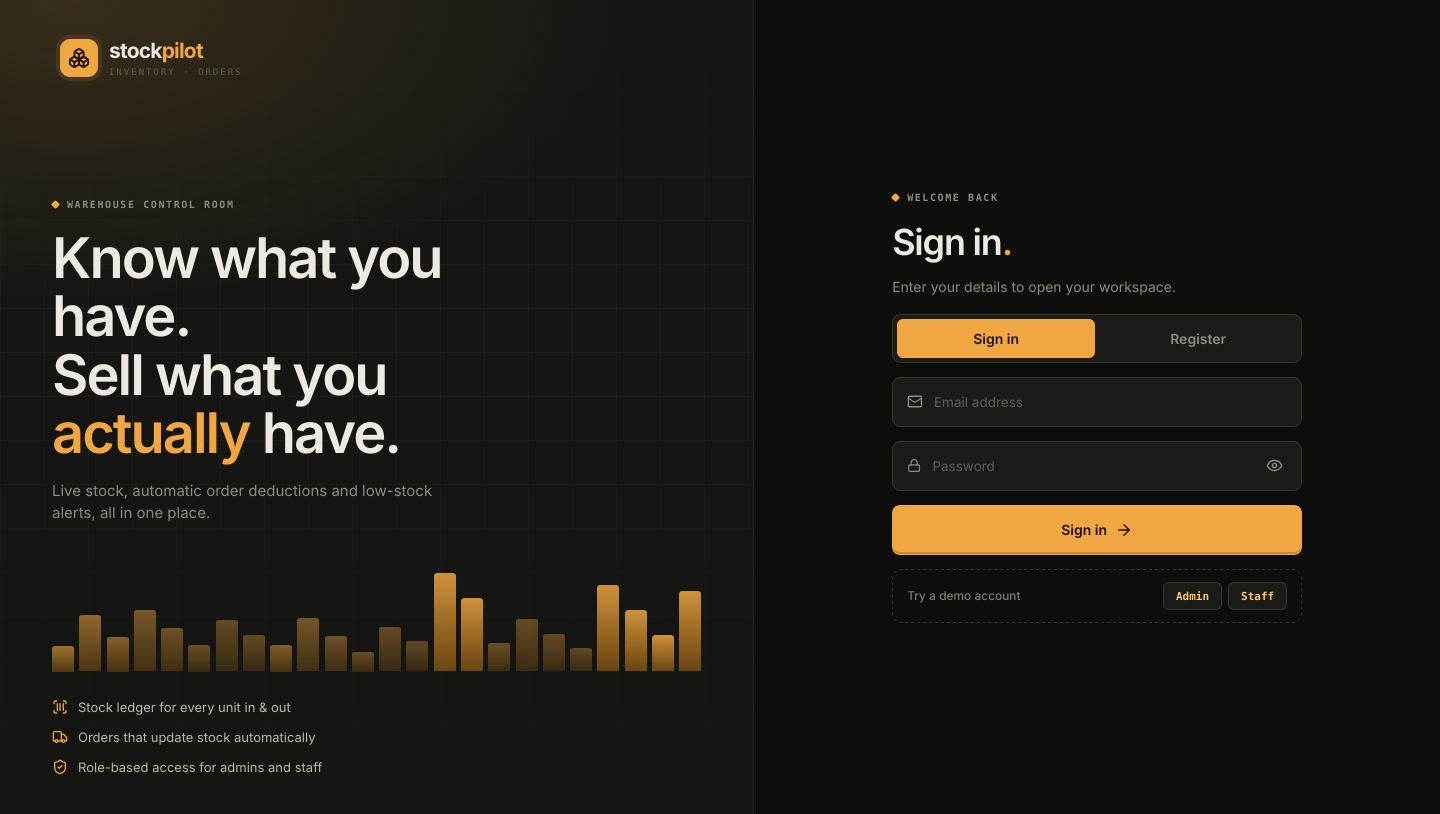 stockpilot
INVENTORY · ORDERS
WAREHOUSE CONTROL ROOM
Know what you
have.
Sell what you
actually have.
Live stock, automatic order deductions and low-stock
alerts, all in one place.
Stock ledger for every unit in & out
Orders that update stock automatically
Role-based access for admins and staff
WELCOME BACK
Sign in.
Enter your details to open your workspace.
Sign in Register
Email address
Password
Sign in →
Try a demo account Admin Staff